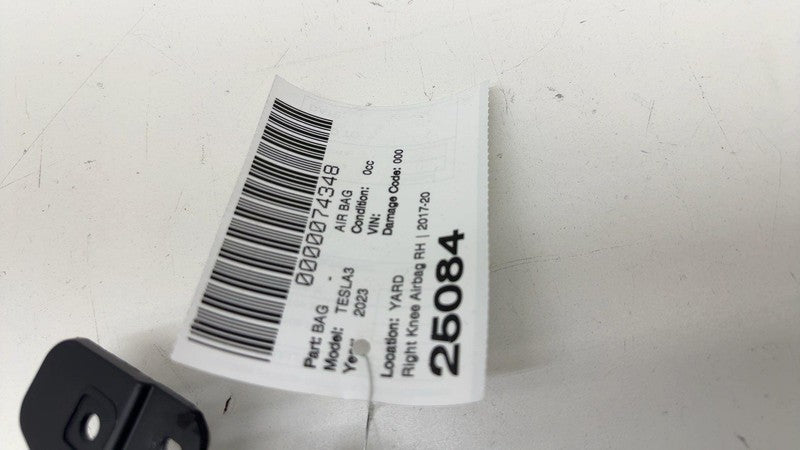 0000074348
Part: BAG - AIR BAG
Model: TESLA3 Condition: 0cc
2023 VIN:
Damage Code: 000
Location: YARD
Right Knee Airbag RH | 2017-20
25084